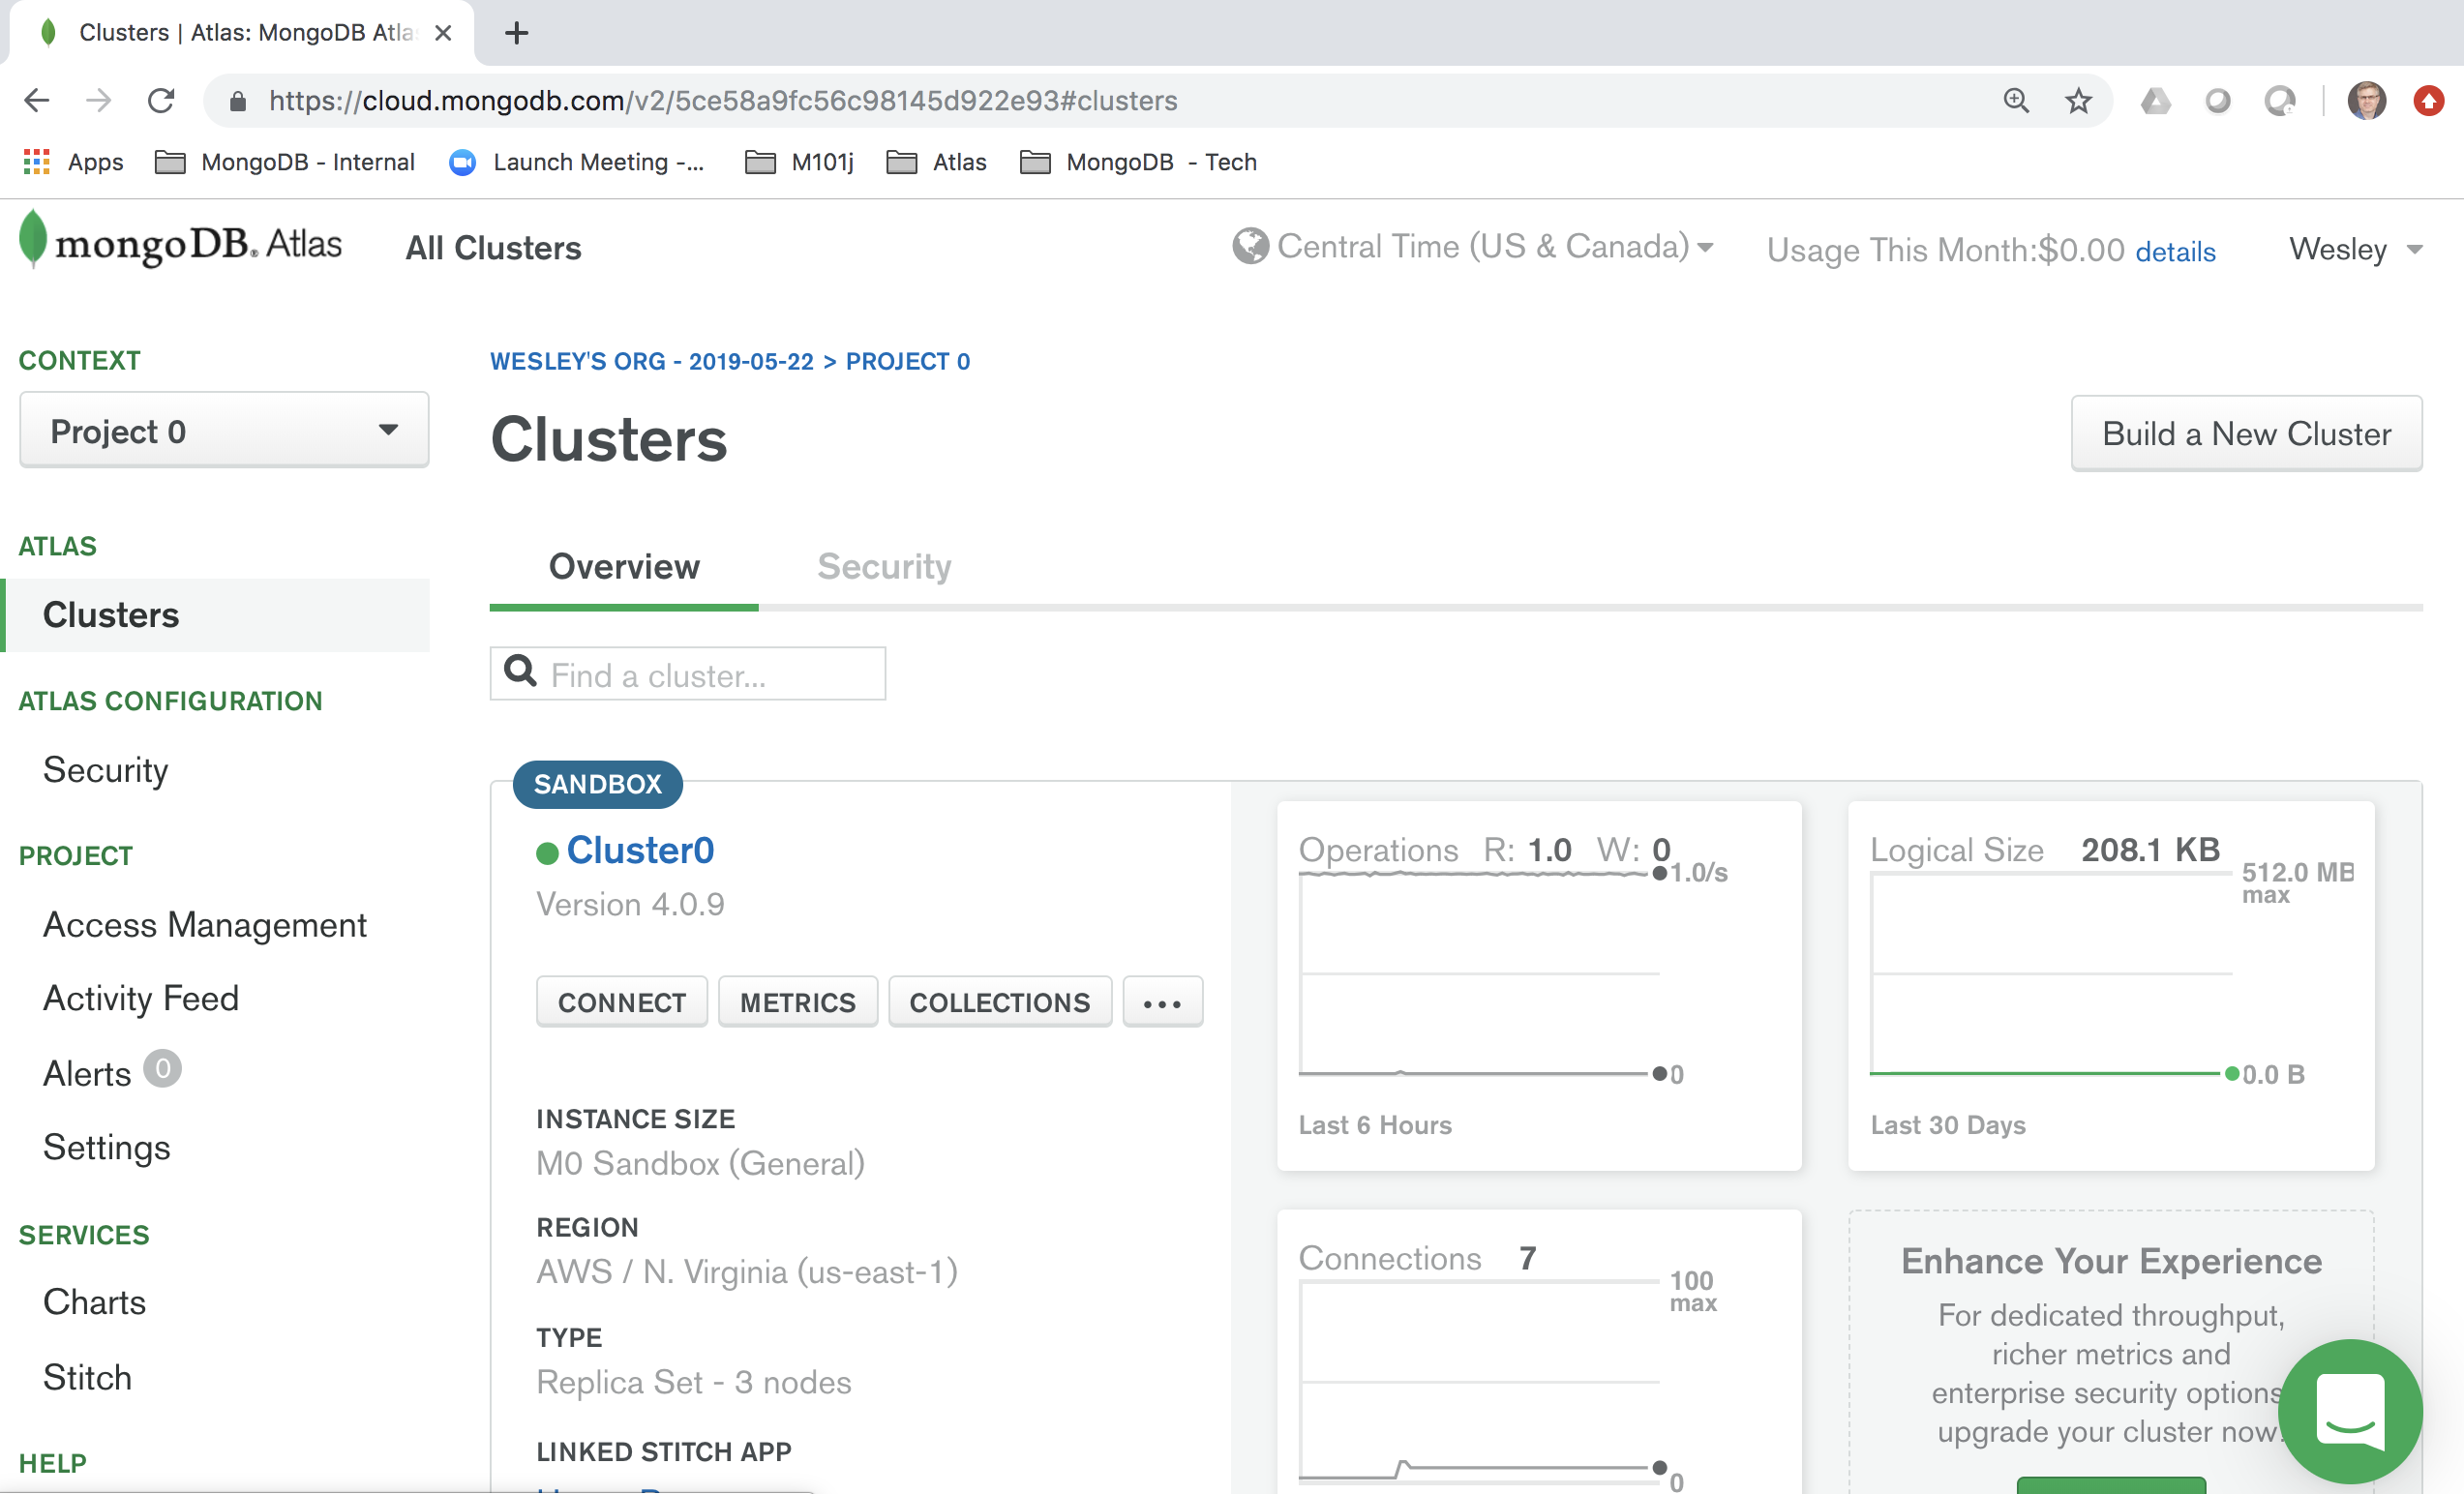 Clusters | Atlas: MongoDB Atla
https://cloud.mongodb.com/v2/5ce58a9fc56c98145d922e93#clusters
Apps MongoDB - Internal Launch Meeting -... M101j Atlas MongoDB - Tech
mongoDB. Atlas All Clusters Central Time (US & Canada) Usage This Month:$0.00 details Wesley
CONTEXT
Project 0
ATLAS
Clusters
ATLAS CONFIGURATION
Security
PROJECT
Access Management
Activity Feed
Alerts 0
Settings
SERVICES
Charts
Stitch
HELP
WESLEY'S ORG - 2019-05-22 > PROJECT 0
Clusters
Build a New Cluster
Overview Security
Find a cluster...
SANDBOX
Cluster0
Version 4.0.9
CONNECT METRICS COLLECTIONS ...
INSTANCE SIZE
M0 Sandbox (General)
REGION
AWS / N. Virginia (us-east-1)
TYPE
Replica Set - 3 nodes
LINKED STITCH APP
Operations R: 1.0 W: 0
1.0/s
0
Last 6 Hours
Logical Size 208.1 KB
512.0 MB
max
0.0 B
Last 30 Days
Connections 7
100
max
0
Enhance Your Experience
For dedicated throughput,
richer metrics and
enterprise security options
upgrade your cluster now!